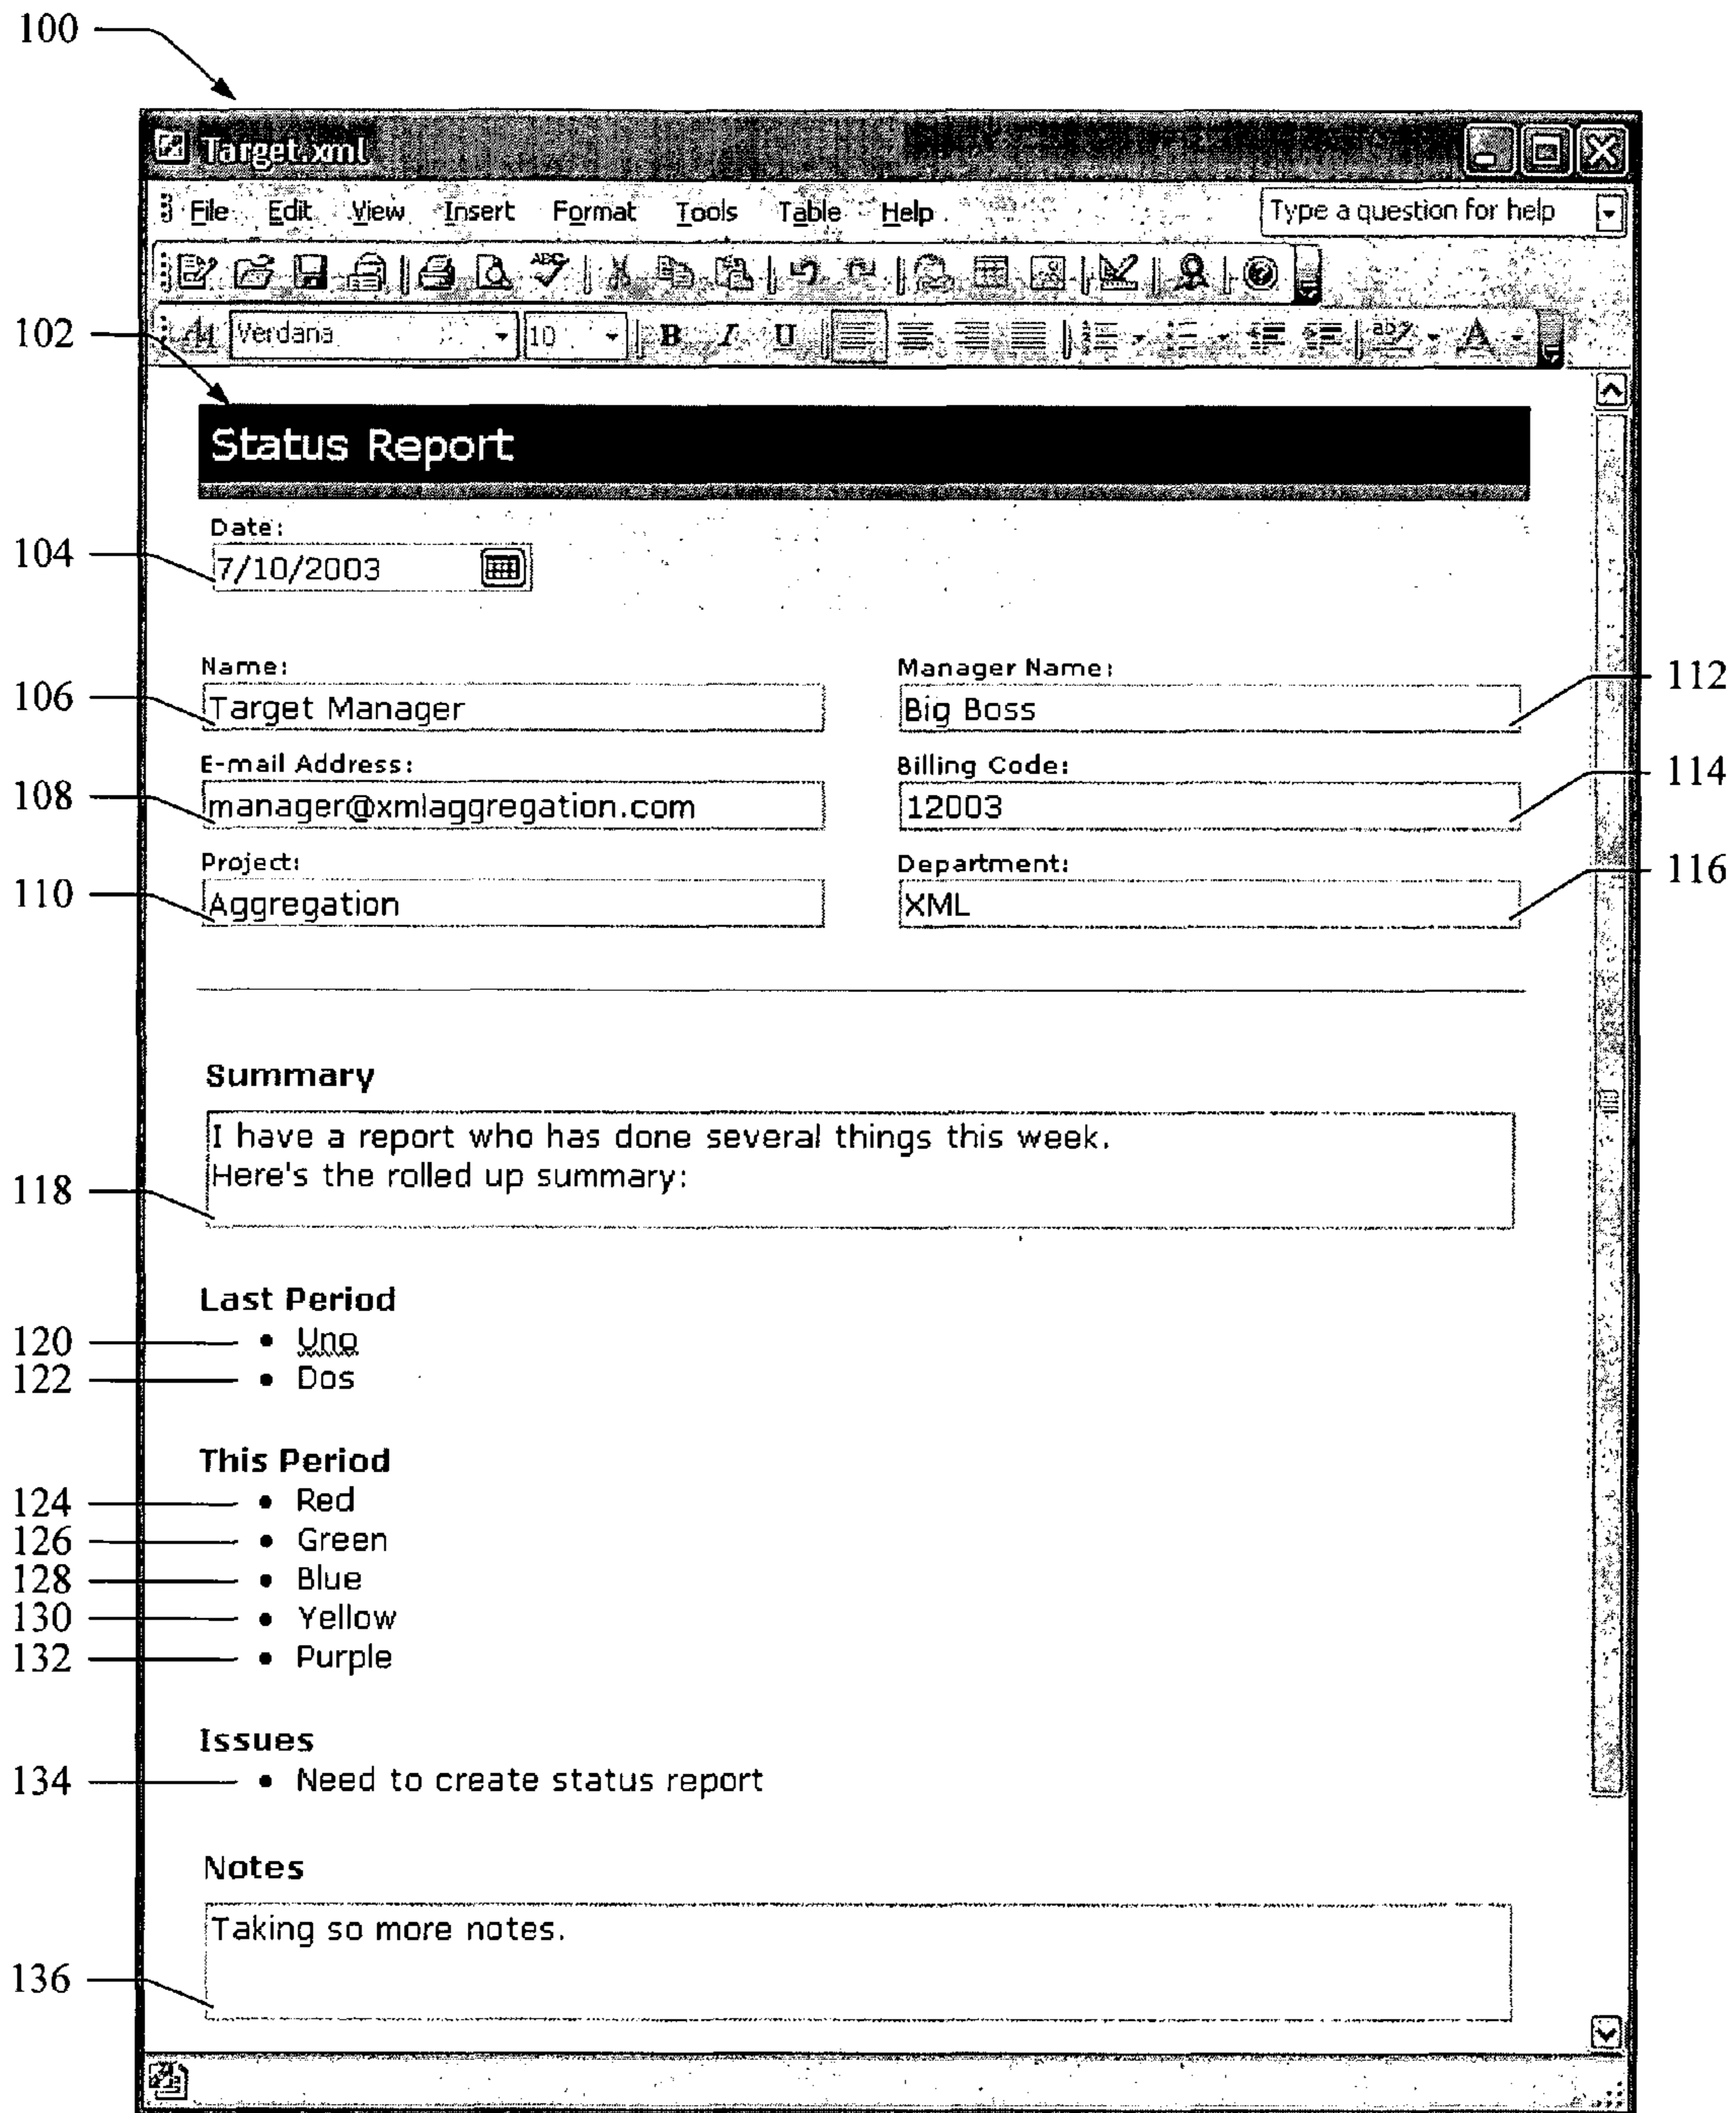 100
Target.xml
File Edit View Insert Format Tools Table Help Type a question for help
ABC
102
Verdana 10 B I U ab A
Status Report
Date:
104
7/10/2003
Name: Manager Name:
106 Target Manager Big Boss 112
E-mail Address: Billing Code:
108 manager@xmlaggregation.com 12003 114
Project: Department:
110 Aggregation XML 116
Summary
I have a report who has done several things this week.
Here's the rolled up summary:
118
Last Period
120 • Uno
122 • Dos
This Period
124 • Red
126 • Green
128 • Blue
130 • Yellow
132 • Purple
Issues
134 • Need to create status report
Notes
Taking so more notes.
136